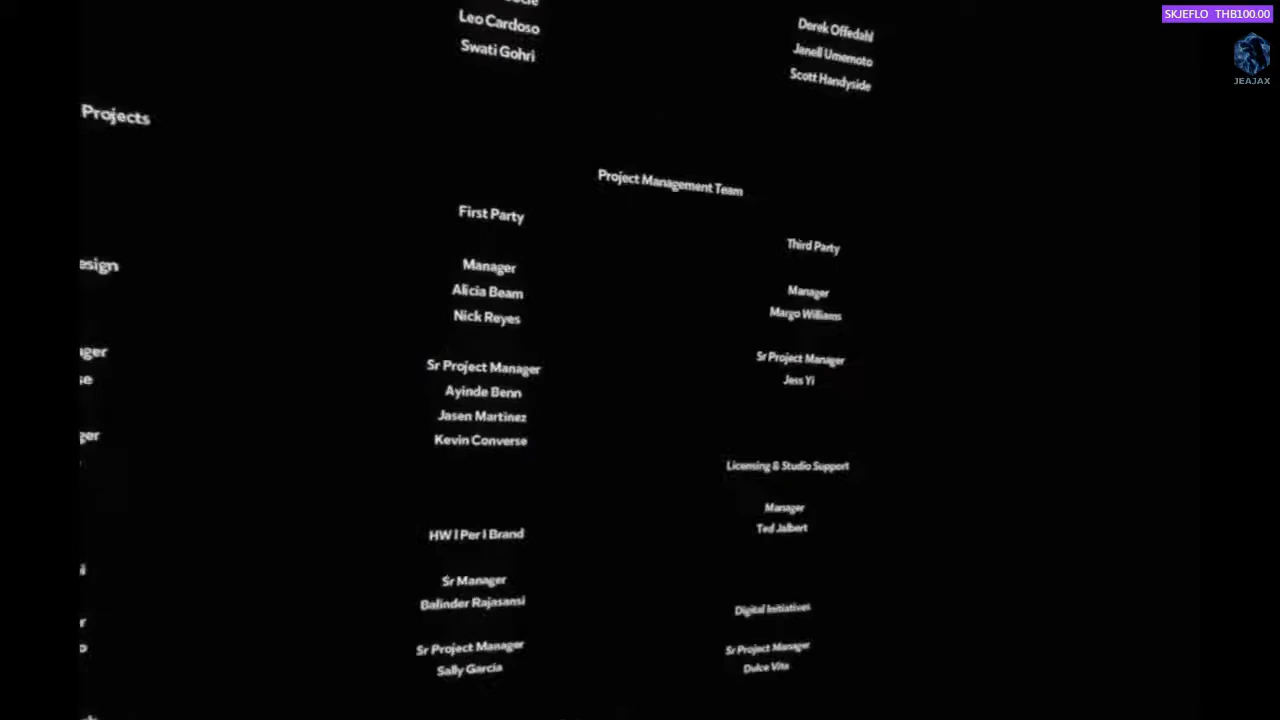 SKJEFLO THB100.00
JEAJAX
Leo Cardoso
Swati Gohri
Derek Offedahl
Janell Umemoto
Scott Handyside
Projects
Project Management Team
First Party
Manager
Alicia Beam
Nick Reyes
Sr Project Manager
Ayinde Benn
Jasen Martinez
Kevin Converse
HW | Per | Brand
Sr Manager
Balinder Rajasansi
Sr Project Manager
Sally Garcia
Third Party
Manager
Margo Williams
Sr Project Manager
Jess Yi
Licensing & Studio Support
Manager
Ted Jalbert
Digital Initiatives
Sr Project Manager
Dulce Vita